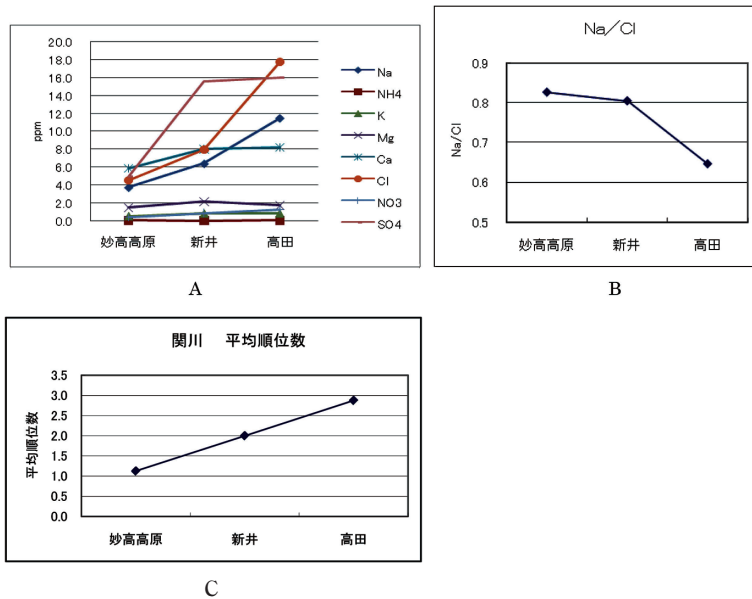 20.0
18.0
16.0
14.0
12.0
10.0
8.0
6.0
4.0
2.0
0.0
ppm
妙高高原 新井 高田
Na
NH4
K
Mg
Ca
Cl
NO3
SO4
A
Na/Cl
0.9
0.8
0.7
0.6
0.5
Na/Cl
妙高高原 新井 高田
B
関川 平均順位数
3.5
3.0
2.5
2.0
1.5
1.0
0.5
0.0
平均順位数
妙高高原 新井 高田
C